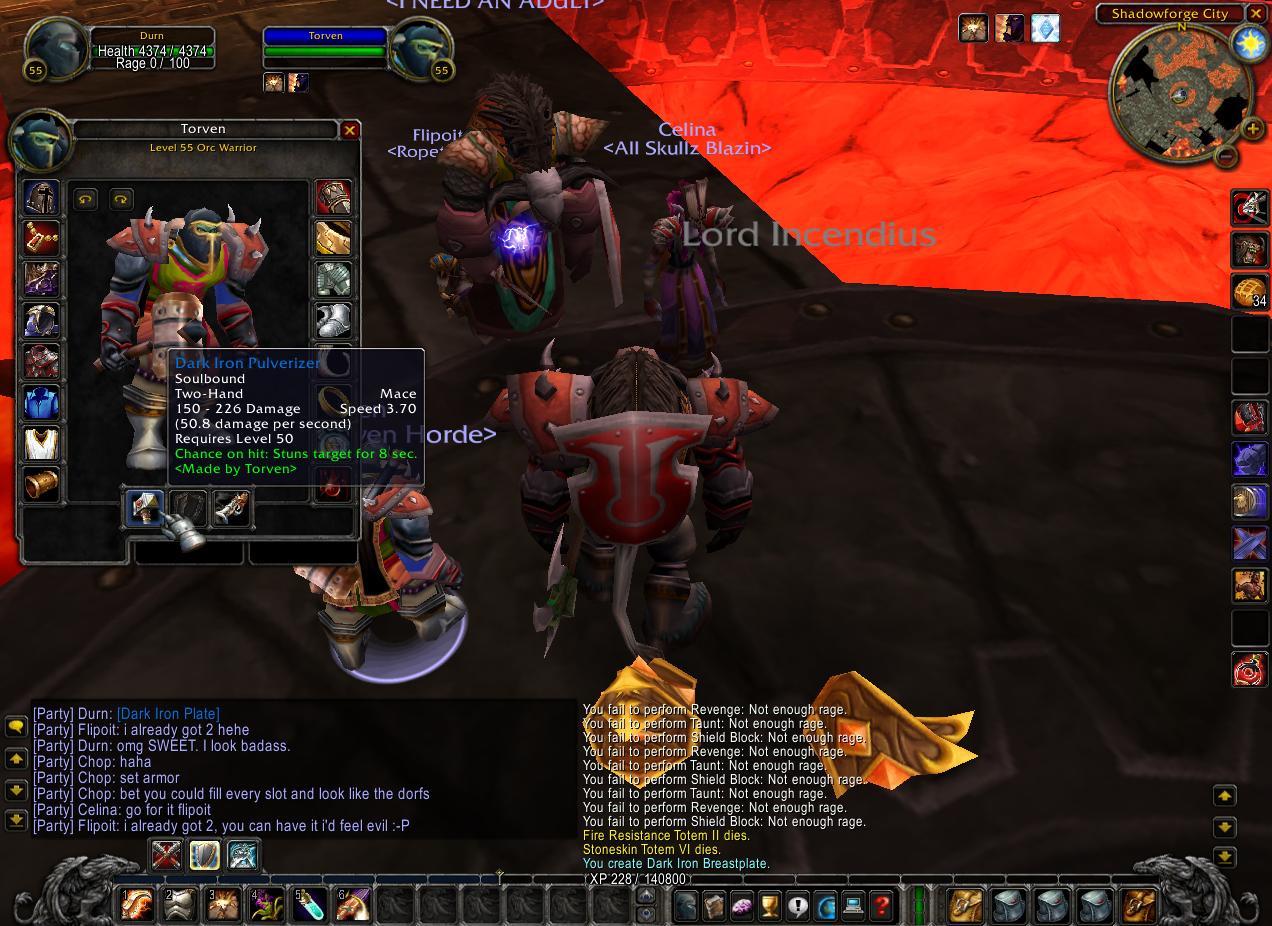 <I NEED AN ADULT>
Durn
Health 4374 / 4374
Rage 0 / 100
55
Torven
55
Shadowforge City
N
Torven
Level 55 Orc Warrior
Flipoit
<Ropet
Celina
<All Skullz Blazin>
Lord Incendius
34
Dark Iron Pulverizer
Soulbound
Two-Hand Mace
150 - 226 Damage Speed 3.70
(50.8 damage per second)
Requires Level 50
Chance on hit: Stuns target for 8 sec.
<Made by Torven>
en Horde>
[Party] Durn: [Dark Iron Plate]
[Party] Flipoit: i already got 2 hehe
[Party] Durn: omg SWEET. I look badass.
[Party] Chop: haha
[Party] Chop: set armor
[Party] Chop: bet you could fill every slot and look like the dorfs
[Party] Celina: go for it flipoit
[Party] Flipoit: i already got 2, you can have it i'd feel evil :-P
You fail to perform Revenge: Not enough rage.
You fail to perform Taunt: Not enough rage.
You fail to perform Shield Block: Not enough rage.
You fail to perform Revenge: Not enough rage.
You fail to perform Taunt: Not enough rage.
You fail to perform Shield Block: Not enough rage.
You fail to perform Taunt: Not enough rage.
You fail to perform Revenge: Not enough rage.
You fail to perform Shield Block: Not enough rage.
Fire Resistance Totem II dies.
Stoneskin Totem VI dies.
You create Dark Iron Breastplate.
XP 228 / 140800
1 2 3 4 5 6